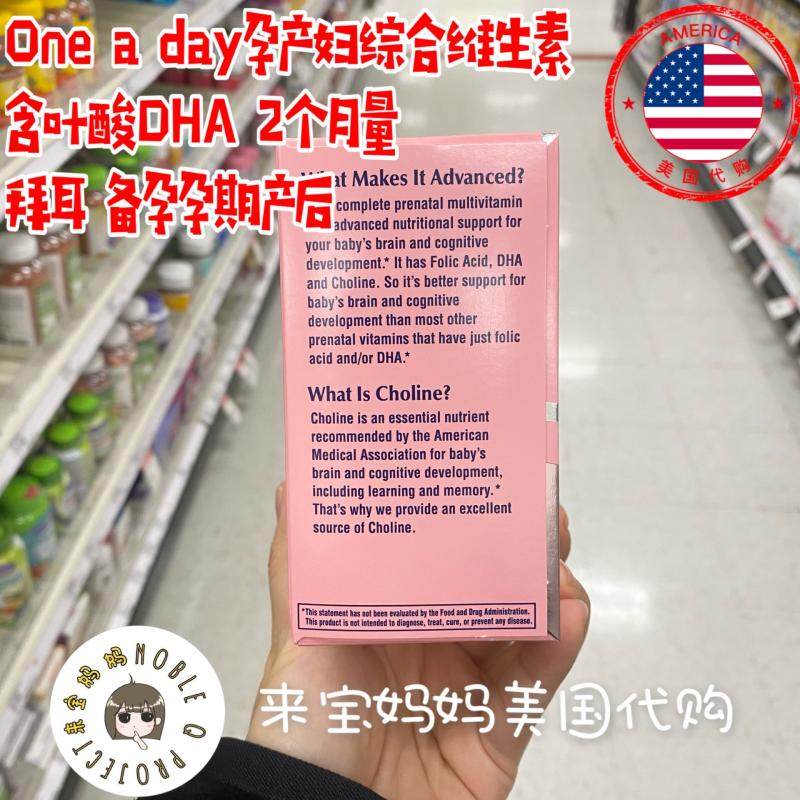 One a day孕产妇综合维生素
含叶酸DHA 2个月量
拜耳 备孕孕期产后
AMERICA
美国代购
at Makes It Advanced?
complete prenatal multivitamin
advanced nutritional support for
your baby's brain and cognitive
development.* It has Folic Acid, DHA
and Choline. So it's better support for
baby's brain and cognitive
development than most other
prenatal vitamins that have just folic
acid and/or DHA.*
What Is Choline?
Choline is an essential nutrient
recommended by the American
Medical Association for baby's
brain and cognitive development,
including learning and memory.*
That's why we provide an excellent
source of Choline.
*This statement has not been evaluated by the Food and Drug Administration.
This product is not intended to diagnose, treat, cure, or prevent any disease.
来宝妈妈 NOBLE Q PROJECT
来宝妈妈美国代购